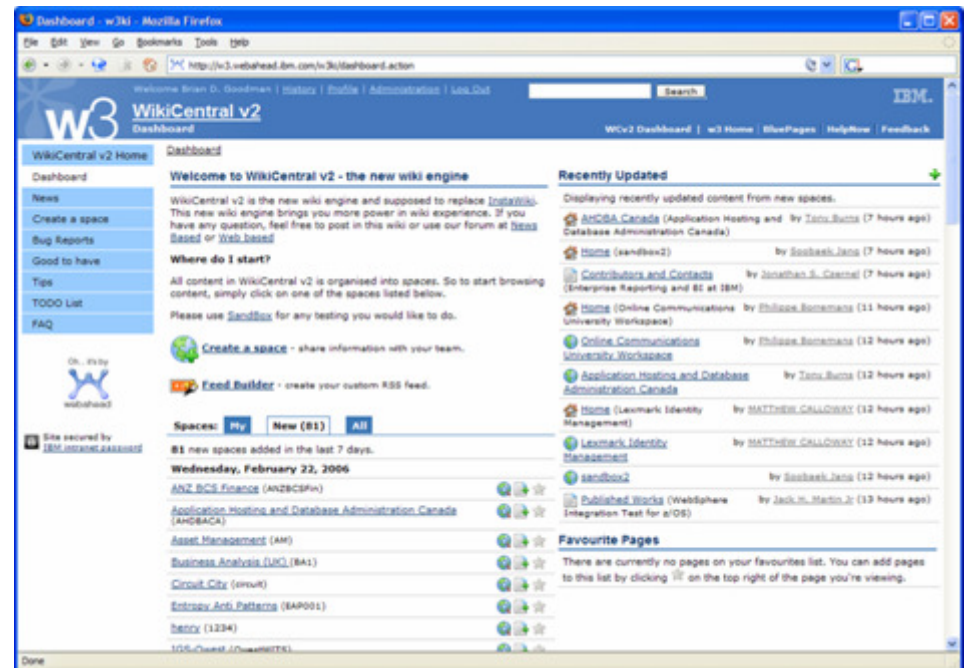 Dashboard - w3ki - Mozilla Firefox
File Edit View Go Bookmarks Tools Help
http://w3.webahead.ibm.com/w3ki/dashboard.action
Welcome Brian D. Goodman | History | Profile | Administration | Log Out
Search
IBM.
w3
WikiCentral v2
Dashboard
WCv2 Dashboard | w3 Home | BluePages | HelpNow | Feedback
WikiCentral v2 Home
Dashboard
News
Create a space
Bug Reports
Good to have
Tips
TODO List
FAQ
Oh.. it's by
webahead
Site secured by
IBM intranet password
Dashboard
Welcome to WikiCentral v2 - the new wiki engine
WikiCentral v2 is the new wiki engine and supposed to replace InstaWiki.
This new wiki engine brings you more power in wiki experience. If you
have any question, feel free to post in this wiki or use our forum at News
Based or Web based
Where do I start?
All content in WikiCentral v2 is organised into spaces. So to start browsing
content, simply click on one of the spaces listed below.
Please use SandBox for any testing you would like to do.
Create a space - share information with your team.
Feed Builder - create your custom RSS feed.
Spaces: My New (81) All
81 new spaces added in the last 7 days.
Wednesday, February 22, 2006
ANZ BCS Finance (ANZBCSFin)
Application Hosting and Database Administration Canada
(AHDBACA)
Asset Management (AM)
Business Analysis (UK) (BA1)
Circuit City (circuit)
Entropy Anti Patterns (EAP001)
henry (1234)
IGS-Qwest (QwestWITS)
Recently Updated
Displaying recently updated content from new spaces.
AHDBA Canada (Application Hosting and by Tony Burns (7 hours ago)
Database Administration Canada)
Home (sandbox2) by Soobaek Jang (7 hours ago)
Contributors and Contacts by Jonathan S. Czernel (7 hours ago)
(Enterprise Reporting and BI at IBM)
Home (Online Communications by Philippe Borremans (11 hours ago)
University Workspace)
Online Communications by Philippe Borremans (12 hours ago)
University Workspace
Application Hosting and Database by Tony Burns (12 hours ago)
Administration Canada
Home (Lexmark Identity by MATTHEW CALLOWAY (12 hours ago)
Management)
Lexmark Identity by MATTHEW CALLOWAY (12 hours ago)
Management
sandbox2 by Soobaek Jang (12 hours ago)
Published Works (WebSphere by Jack H. Martin Jr (13 hours ago)
Integration Test for z/OS)
Favourite Pages
There are currently no pages on your favourites list. You can add pages
to this list by clicking on the top right of the page you're viewing.
Done